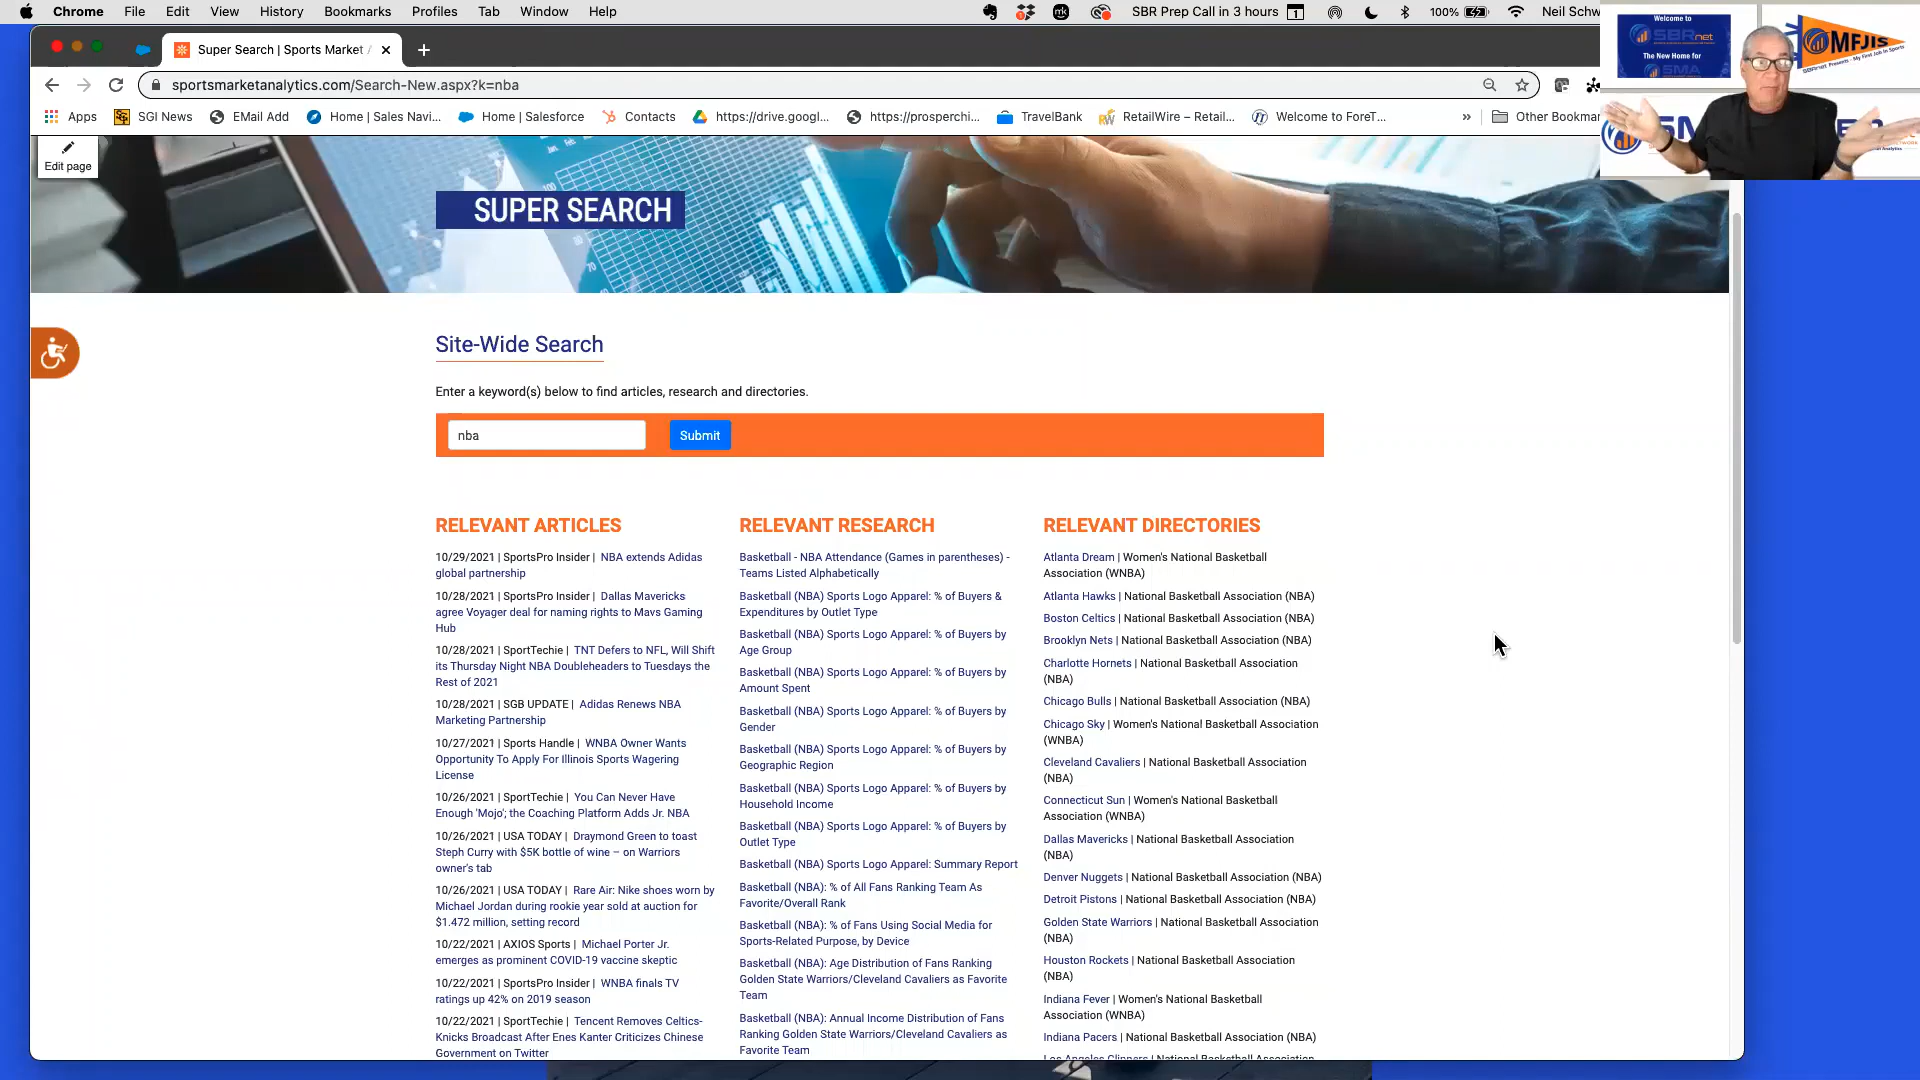 Chrome File Edit View History Bookmarks Profiles Tab Window Help SBR Prep Call in 3 hours 1 100% Neil Schw
Super Search | Sports Market
sportsmarketanalytics.com/Search-New.aspx?k=nba
Apps SGI News EMail Add Home | Sales Navi... Home | Salesforce Contacts https://drive.googl... https://prosperchi... TravelBank RetailWire – Retail... Welcome to ForeT... » Other Bookma
Welcome to
SBRnet
The New Home for
SMA
MFJIS
SBRnet Presents - My First Job In Sports
Edit page
SUPER SEARCH
Site-Wide Search
Enter a keyword(s) below to find articles, research and directories.
nba Submit
RELEVANT ARTICLES
10/29/2021 | SportsPro Insider | NBA extends Adidas
global partnership
10/28/2021 | SportsPro Insider | Dallas Mavericks
agree Voyager deal for naming rights to Mavs Gaming
Hub
10/28/2021 | SportTechie | TNT Defers to NFL, Will Shift
its Thursday Night NBA Doubleheaders to Tuesdays the
Rest of 2021
10/28/2021 | SGB UPDATE | Adidas Renews NBA
Marketing Partnership
10/27/2021 | Sports Handle | WNBA Owner Wants
Opportunity To Apply For Illinois Sports Wagering
License
10/26/2021 | SportTechie | You Can Never Have
Enough 'Mojo'; the Coaching Platform Adds Jr. NBA
10/26/2021 | USA TODAY | Draymond Green to toast
Steph Curry with $5K bottle of wine – on Warriors
owner's tab
10/26/2021 | USA TODAY | Rare Air: Nike shoes worn by
Michael Jordan during rookie year sold at auction for
$1.472 million, setting record
10/22/2021 | AXIOS Sports | Michael Porter Jr.
emerges as prominent COVID-19 vaccine skeptic
10/22/2021 | SportsPro Insider | WNBA finals TV
ratings up 42% on 2019 season
10/22/2021 | SportTechie | Tencent Removes Celtics-
Knicks Broadcast After Enes Kanter Criticizes Chinese
Government on Twitter
RELEVANT RESEARCH
Basketball - NBA Attendance (Games in parentheses) -
Teams Listed Alphabetically
Basketball (NBA) Sports Logo Apparel: % of Buyers &
Expenditures by Outlet Type
Basketball (NBA) Sports Logo Apparel: % of Buyers by
Age Group
Basketball (NBA) Sports Logo Apparel: % of Buyers by
Amount Spent
Basketball (NBA) Sports Logo Apparel: % of Buyers by
Gender
Basketball (NBA) Sports Logo Apparel: % of Buyers by
Geographic Region
Basketball (NBA) Sports Logo Apparel: % of Buyers by
Household Income
Basketball (NBA) Sports Logo Apparel: % of Buyers by
Outlet Type
Basketball (NBA) Sports Logo Apparel: Summary Report
Basketball (NBA): % of All Fans Ranking Team As
Favorite/Overall Rank
Basketball (NBA): % of Fans Using Social Media for
Sports-Related Purpose, by Device
Basketball (NBA): Age Distribution of Fans Ranking
Golden State Warriors/Cleveland Cavaliers as Favorite
Team
Basketball (NBA): Annual Income Distribution of Fans
Ranking Golden State Warriors/Cleveland Cavaliers as
Favorite Team
RELEVANT DIRECTORIES
Atlanta Dream | Women's National Basketball
Association (WNBA)
Atlanta Hawks | National Basketball Association (NBA)
Boston Celtics | National Basketball Association (NBA)
Brooklyn Nets | National Basketball Association (NBA)
Charlotte Hornets | National Basketball Association
(NBA)
Chicago Bulls | National Basketball Association (NBA)
Chicago Sky | Women's National Basketball Association
(WNBA)
Cleveland Cavaliers | National Basketball Association
(NBA)
Connecticut Sun | Women's National Basketball
Association (WNBA)
Dallas Mavericks | National Basketball Association
(NBA)
Denver Nuggets | National Basketball Association (NBA)
Detroit Pistons | National Basketball Association (NBA)
Golden State Warriors | National Basketball Association
(NBA)
Houston Rockets | National Basketball Association
(NBA)
Indiana Fever | Women's National Basketball
Association (WNBA)
Indiana Pacers | National Basketball Association (NBA)
Los Angeles Clippers | National Basketball Association